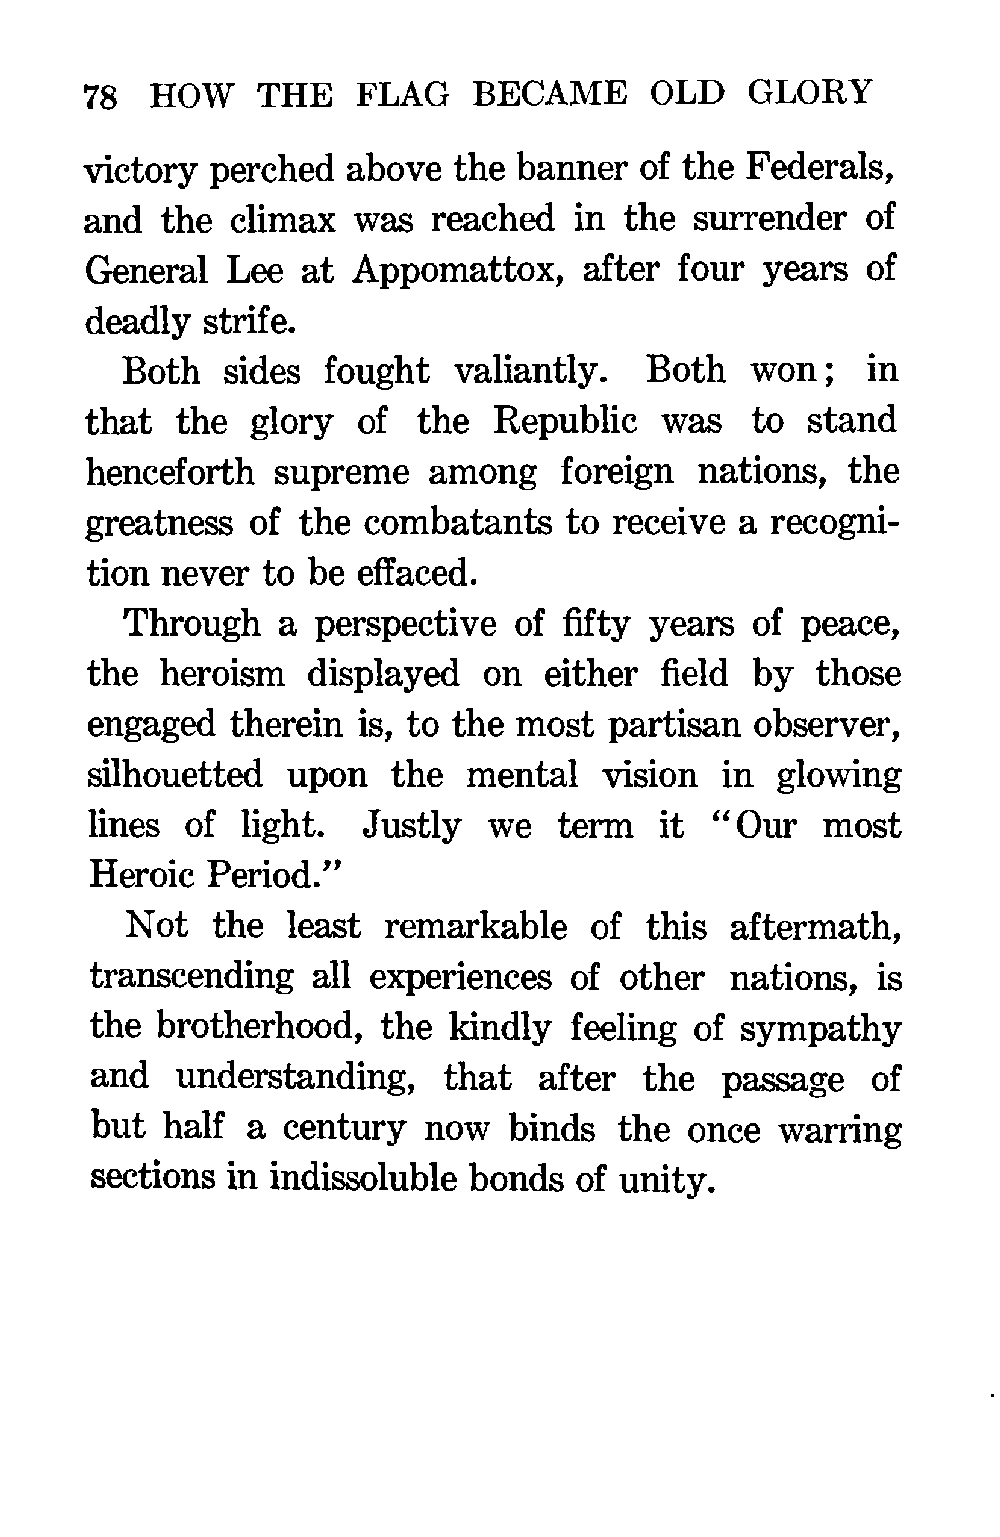 78 HOW THE FLAG BECAME OLD GLORY
victory perched above the banner of the Federals,
and the climax was reached in the surrender of
General Lee at Appomattox, after four years of
deadly strife.
Both sides fought valiantly. Both won; in
that the glory of the Republic was to stand
henceforth supreme among foreign nations, the
greatness of the combatants to receive a recogni-
tion never to be effaced.
Through a perspective of fifty years of peace,
the heroism displayed on either field by those
engaged therein is, to the most partisan observer,
silhouetted upon the mental vision in glowing
lines of light. Justly we term it "Our most
Heroic Period."
Not the least remarkable of this aftermath,
transcending all experiences of other nations, is
the brotherhood, the kindly feeling of sympathy
and understanding, that after the passage of
but half a century now binds the once warring
sections in indissoluble bonds of unity.